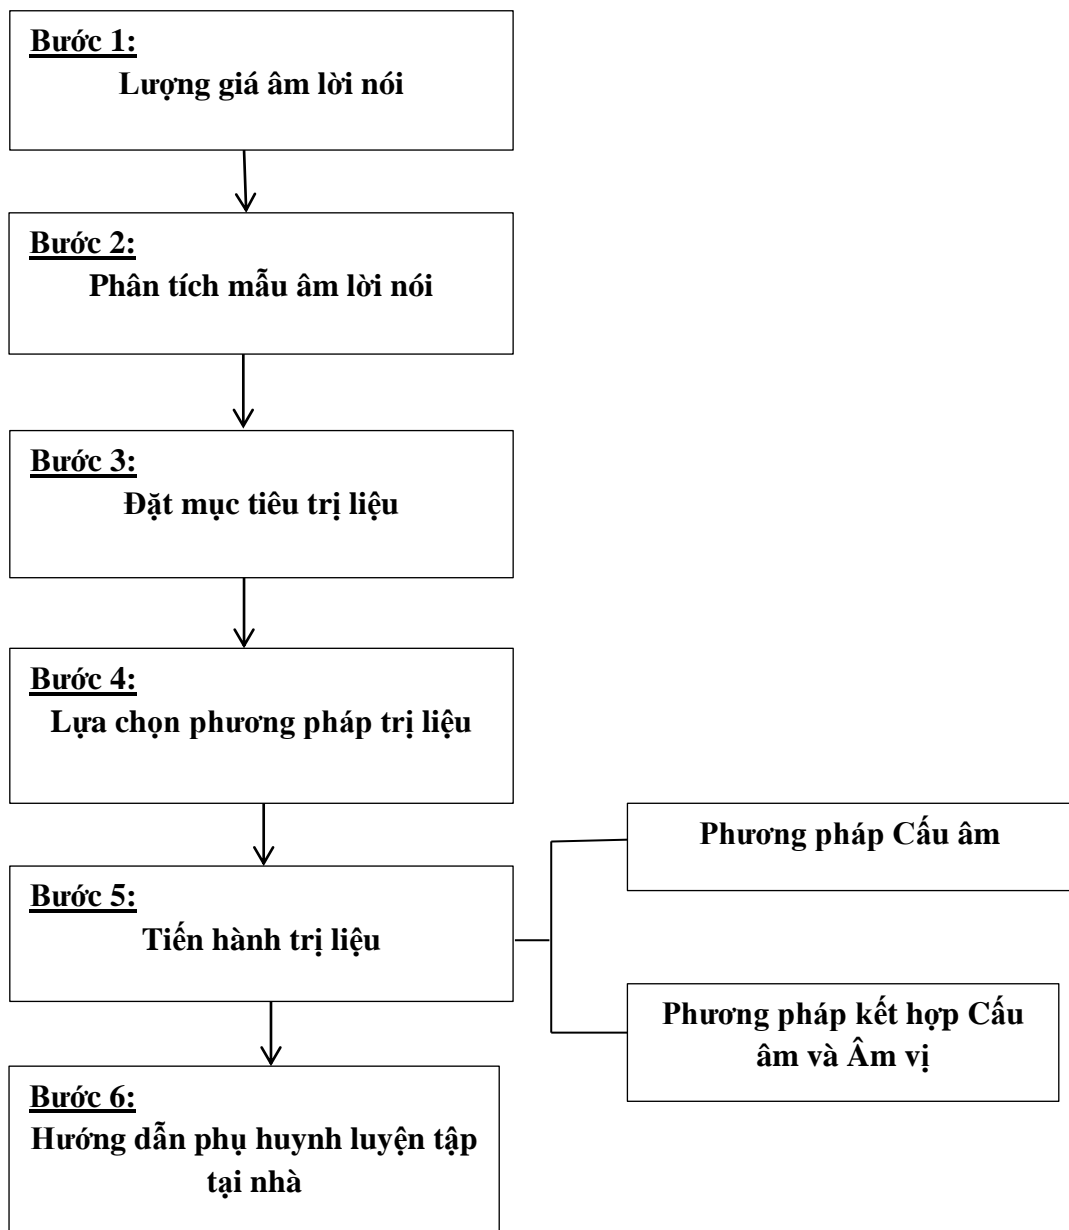 Bước 1:
Lượng giá âm lời nói
Bước 2:
Phân tích mẫu âm lời nói
Bước 3:
Đặt mục tiêu trị liệu
Bước 4:
Lựa chọn phương pháp trị liệu
Bước 5:
Tiến hành trị liệu
Phương pháp Cấu âm
Phương pháp kết hợp Cấu
âm và Âm vị
Bước 6:
Hướng dẫn phụ huynh luyện tập
tại nhà